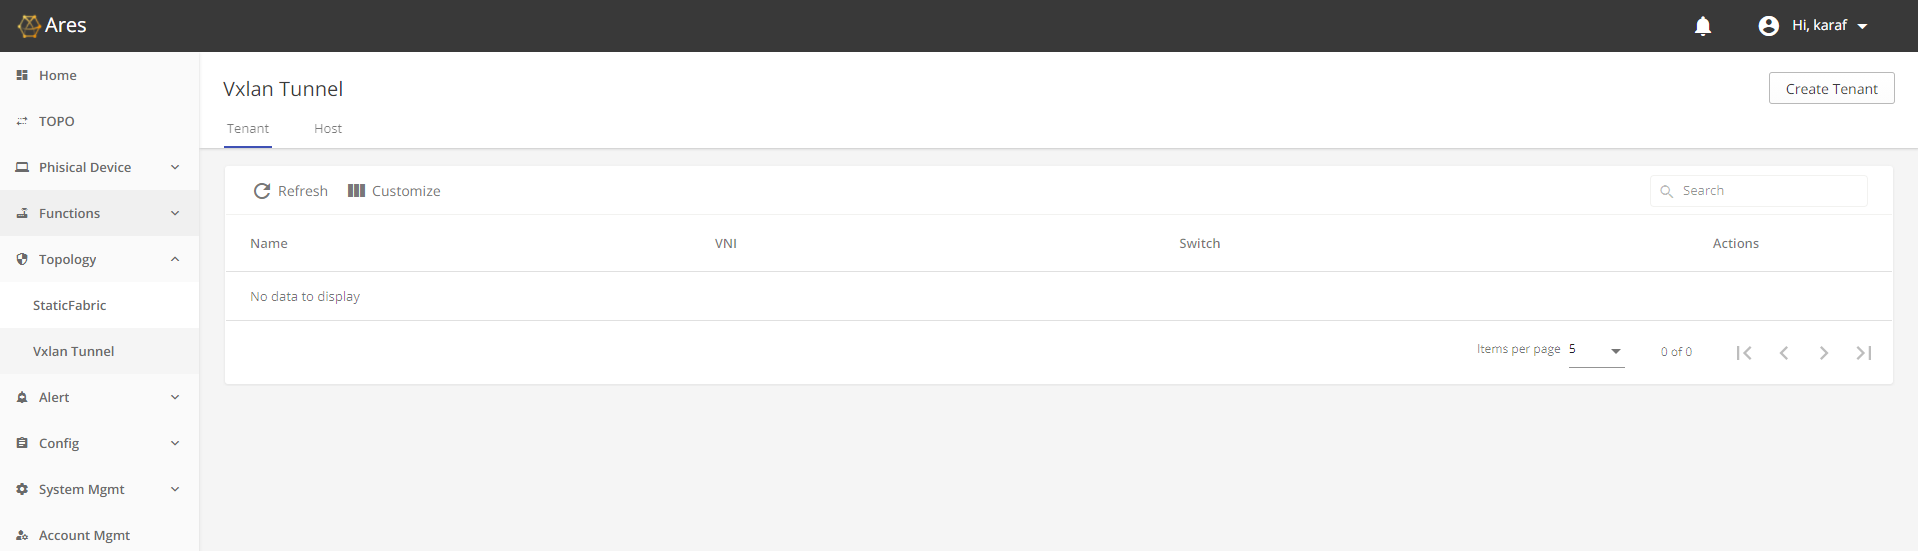 Ares
Hi, karaf
Home
TOPO
Phisical Device
Functions
Topology
StaticFabric
Vxlan Tunnel
Alert
Config
System Mgmt
Account Mgmt
Vxlan Tunnel
Create Tenant
Tenant Host
Refresh Customize
Search
Name VNI Switch Actions
No data to display
Items per page 5 0 of 0